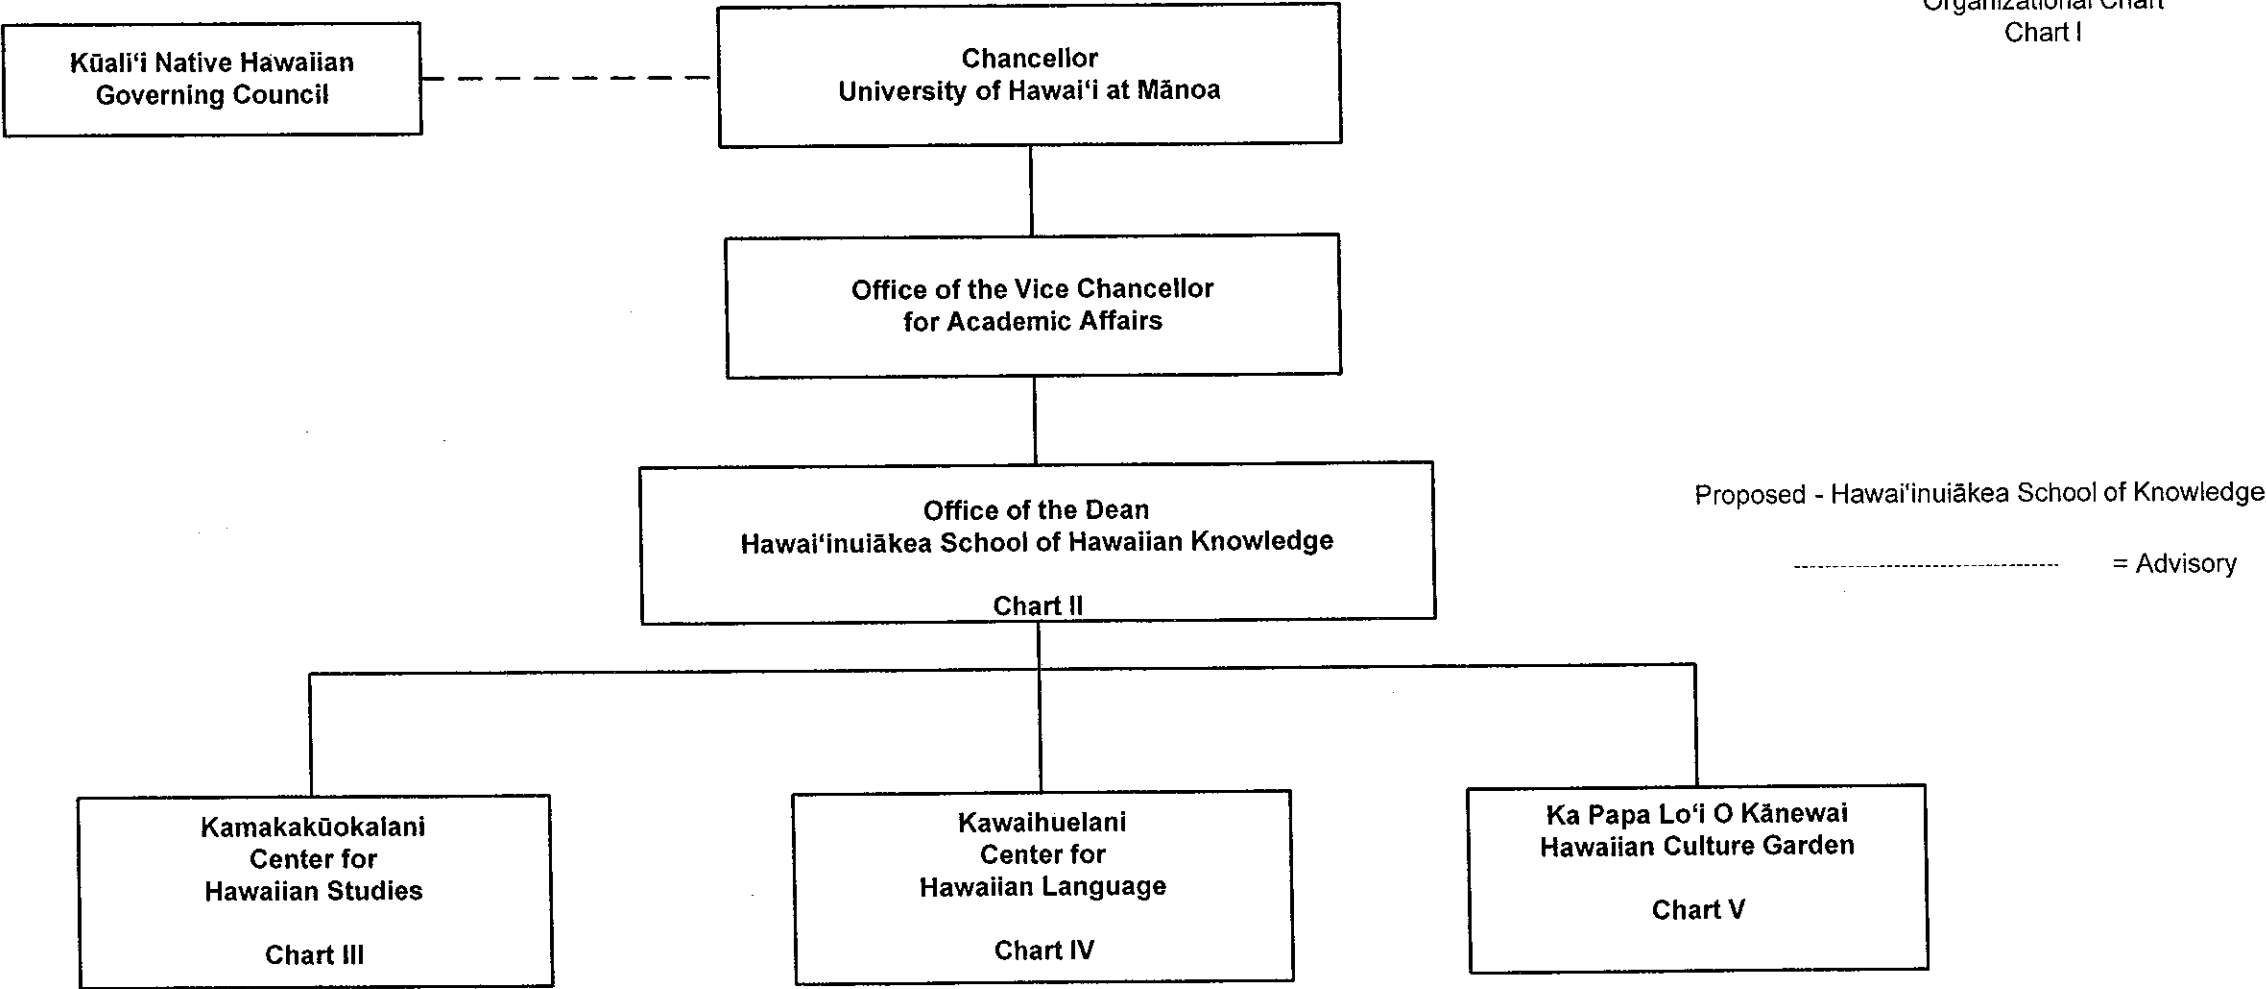 Organizational Chart
Chart I
Kūali‘i Native Hawaiian
Governing Council
Chancellor
University of Hawai‘i at Mānoa
Office of the Vice Chancellor
for Academic Affairs
Office of the Dean
Hawai‘inuiākea School of Hawaiian Knowledge
Chart II
Proposed - Hawai'inuiākea School of Knowledge
= Advisory
Kamakakūokalani
Center for
Hawaiian Studies
Chart III
Kawaihuelani
Center for
Hawaiian Language
Chart IV
Ka Papa Lo‘i O Kānewai
Hawaiian Culture Garden
Chart V